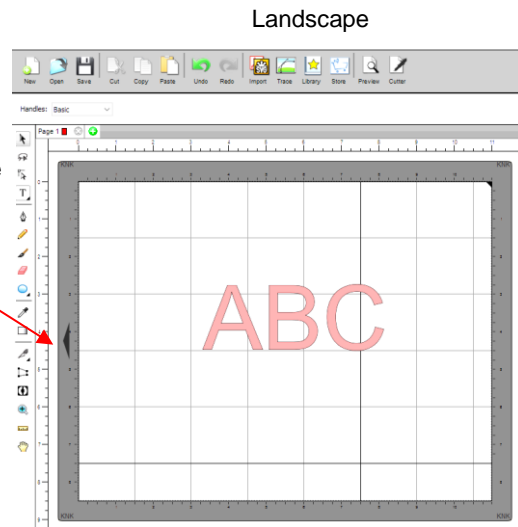 Landscape
New Open Save Cut Copy Paste Undo Redo Import Trace Library Store Preview Cutter
Handles: Basic
Page 1
KNK KNK
ABC
KNK KNK